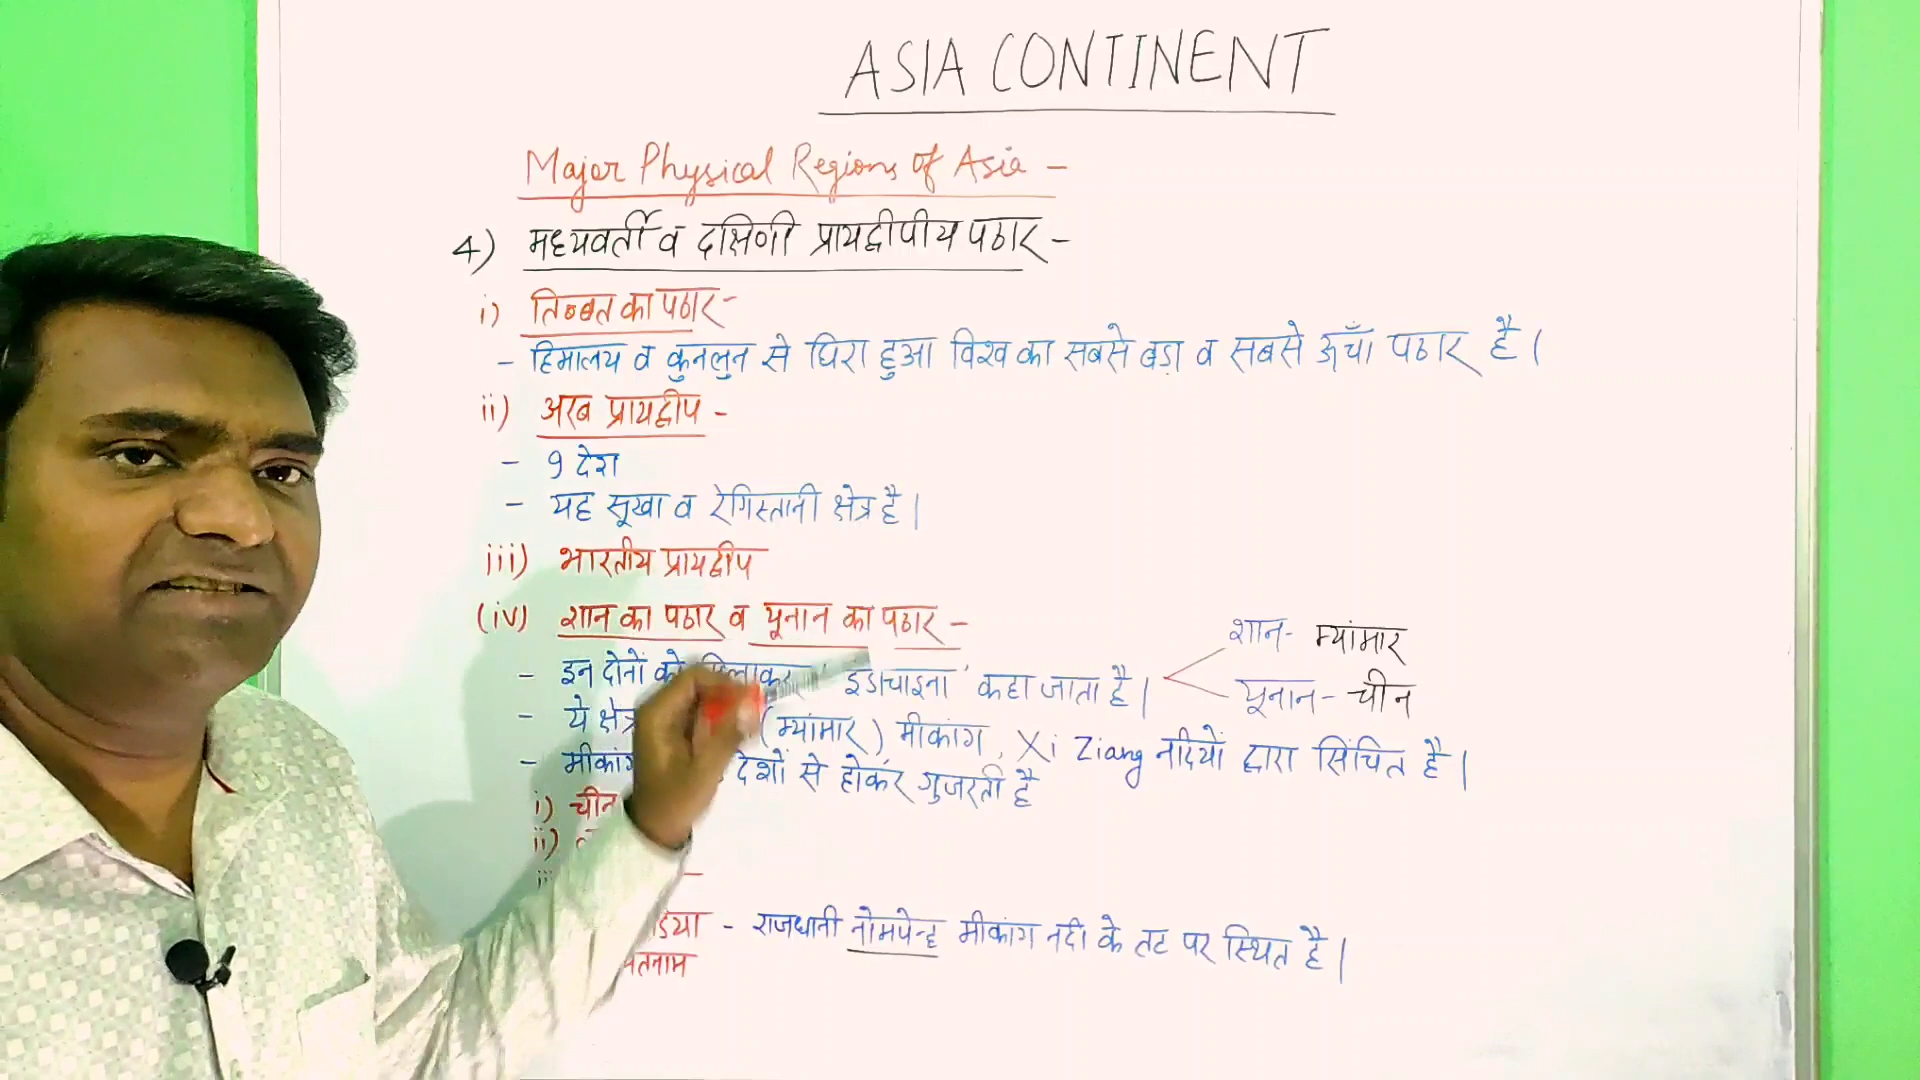 ASIA CONTINENT
Major Physical Regions of Asia -
4) मध्यवर्ती व दक्षिणी प्रायद्वीपीय पठार -
i) तिब्बत का पठार -
- हिमालय व कुनलुन से घिरा हुआ विश्व का सबसे बड़ा व सबसे ऊँचा पठार है।
ii) अरब प्रायद्वीप -
- 9 देश
- यह सूखा व रेगिस्तानी क्षेत्र है।
iii) भारतीय प्रायद्वीप
(iv) शान का पठार व यूनान का पठार -
- इन दोनों को 'इंडोचाइना' कहा जाता है।
शान - म्यांमार
यूनान - चीन
- ये क्षेत्र (म्यांमार) मीकांग, Xi Ziang नदियों द्वारा सिंचित है।
- मीकांग देशों से होकर गुजरती है
i) चीन
ii)
- राजधानी नोमपेन्ह मीकांग नदी के तट पर स्थित है।